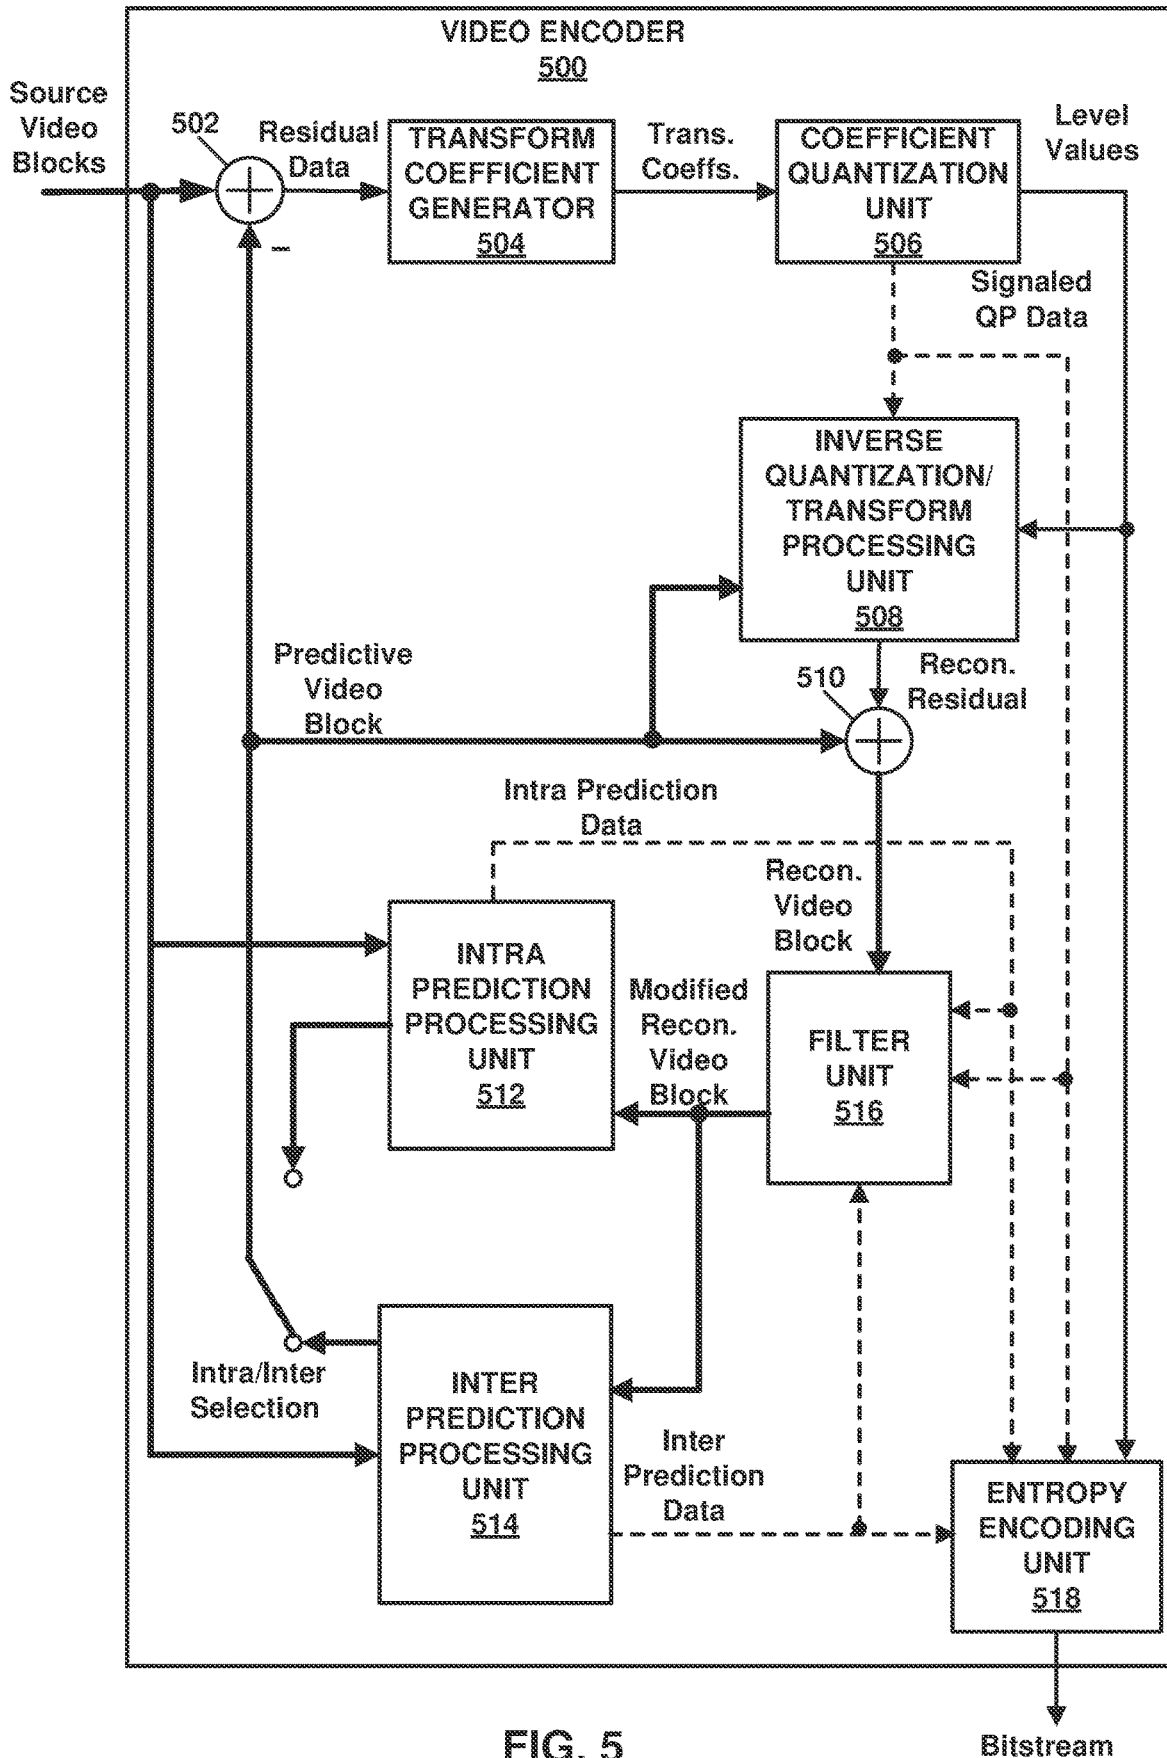 VIDEO ENCODER
500
Source
Video
Blocks
502
Residual
Data
TRANSFORM
COEFFICIENT
GENERATOR
504
Trans.
Coeffs.
COEFFICIENT
QUANTIZATION
UNIT
506
Level
Values
–
Signaled
QP Data
INVERSE
QUANTIZATION/
TRANSFORM
PROCESSING
UNIT
508
Predictive
Video
Block
510
Recon.
Residual
Intra Prediction
Data
Recon.
Video
Block
INTRA
PREDICTION
PROCESSING
UNIT
512
Modified
Recon.
Video
Block
FILTER
UNIT
516
Intra/Inter
Selection
INTER
PREDICTION
PROCESSING
UNIT
514
Inter
Prediction
Data
ENTROPY
ENCODING
UNIT
518
FIG. 5
Bitstream